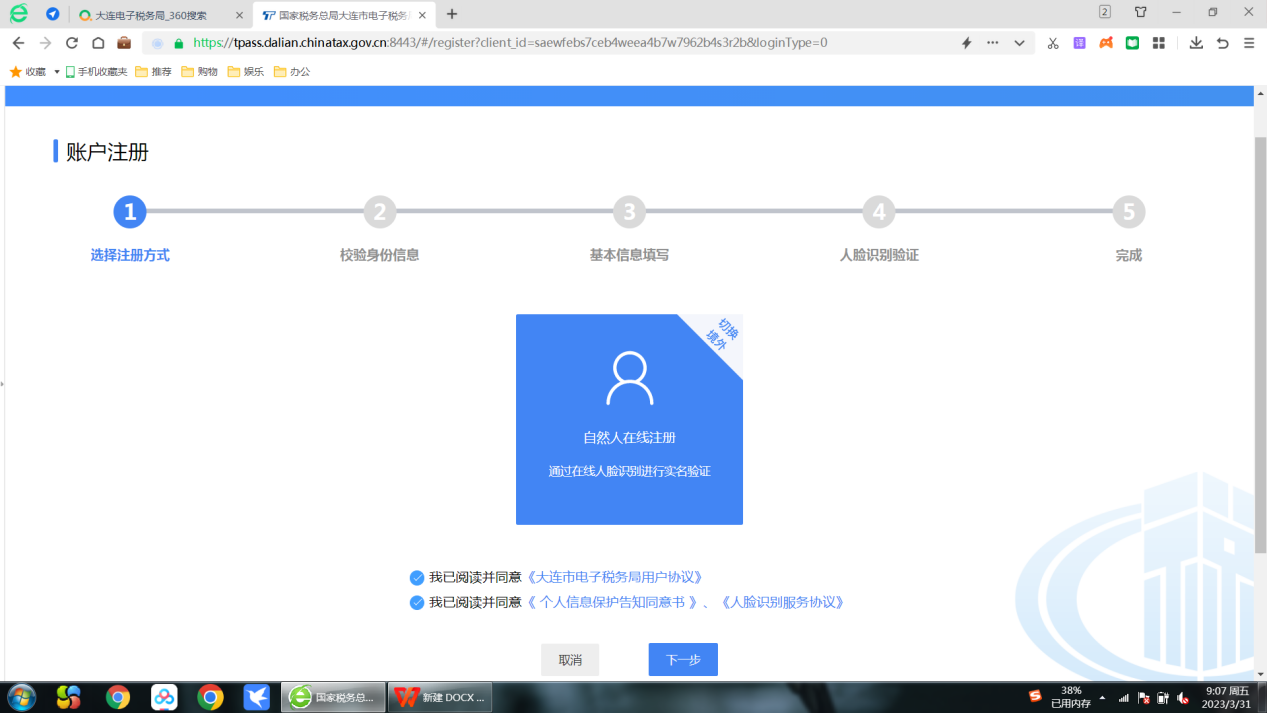 大连电子税务局_360搜索
国家税务总局大连市电子税务
2
https://tpass.dalian.chinatax.gov.cn:8443/#/register?client_id=saewfebs7ceb4weea4b7w7962b4s3r2b&loginType=0
收藏 手机收藏夹 推荐 购物 娱乐 办公
账户注册
1 2 3 4 5
选择注册方式 校验身份信息 基本信息填写 人脸识别验证 完成
切换
境外
自然人在线注册
通过在线人脸识别进行实名验证
我已阅读并同意《大连市电子税务局用户协议》
我已阅读并同意《 个人信息保护告知同意书 》、《人脸识别服务协议》
取消 下一步
国家税务总... 新建 DOCX ...
38%
已用内存
9:07 周五
2023/3/31